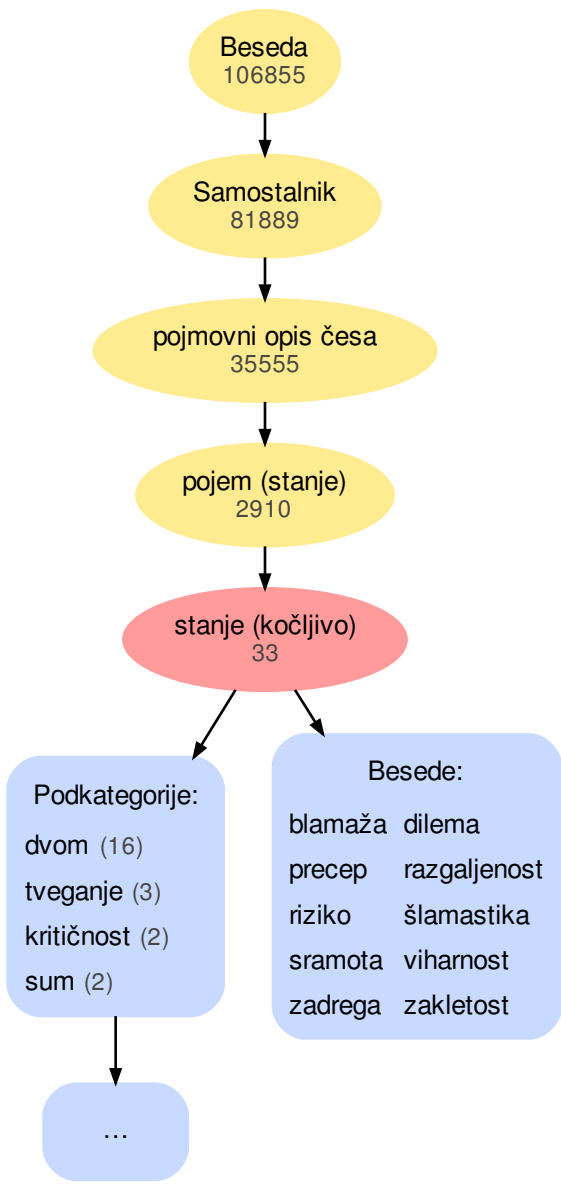 Beseda
106855
Samostalnik
81889
pojmovni opis česa
35555
pojem (stanje)
2910
stanje (kočljivo)
33
Podkategorije:
dvom (16)
tveganje (3)
kritičnost (2)
sum (2)
...
Besede:
blamaža dilema
precep razgaljenost
riziko šlamastika
sramota viharnost
zadrega zakletost